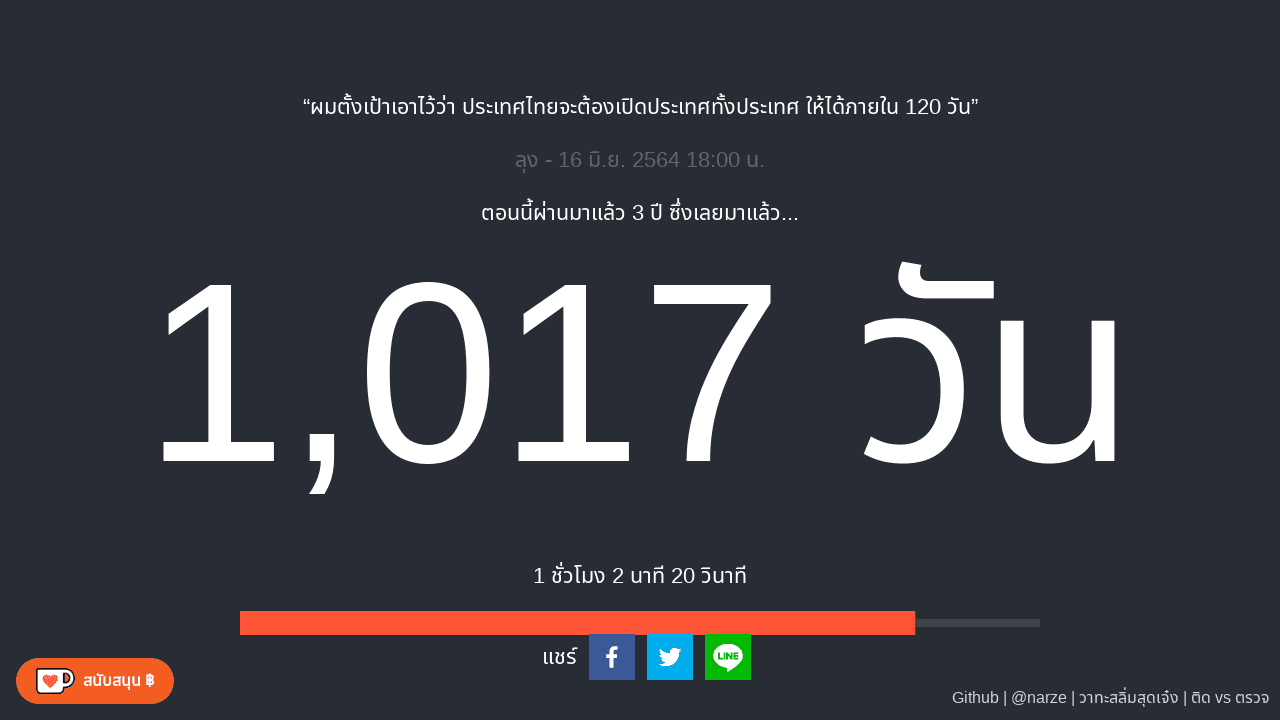 “ผมตั้งเป้าเอาไว้ว่า ประเทศไทยจะต้องเปิดประเทศทั้งประเทศ ให้ได้ภายใน 120 วัน”
ลุง - 16 มิ.ย. 2564 18:00 น.
ตอนนี้ผ่านมาแล้ว 3 ปี ซึ่งเลยมาแล้ว...
1,017 วัน
1 ชั่วโมง 2 นาที 20 วินาที
แชร์
LINE
สนับสนุน ฿
Github | @narze | วาทะสลิ่มสุดเจ๋ง | ติด vs ตรวจ